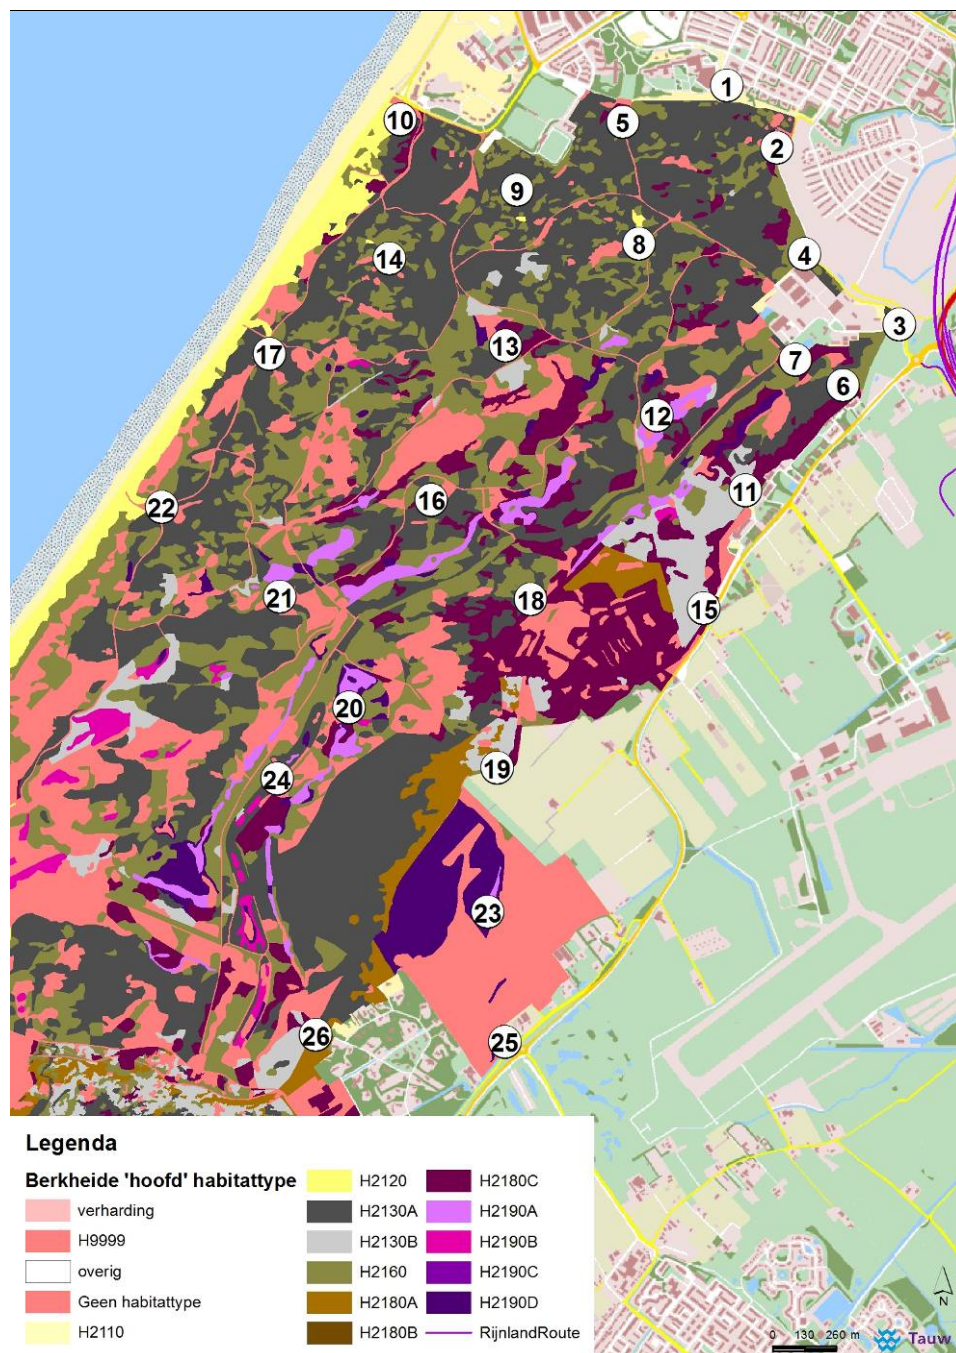 1
2
3
4
5
6
7
8
9
10
11
12
13
14
15
16
17
18
19
20
21
22
23
24
25
26
Legenda
Berkheide 'hoofd' habitattype
verharding
H9999
overig
Geen habitattype
H2110
H2120
H2130A
H2130B
H2160
H2180A
H2180B
H2180C
H2190A
H2190B
H2190C
H2190D
RijnlandRoute
N
0 130 260 m
Tauw